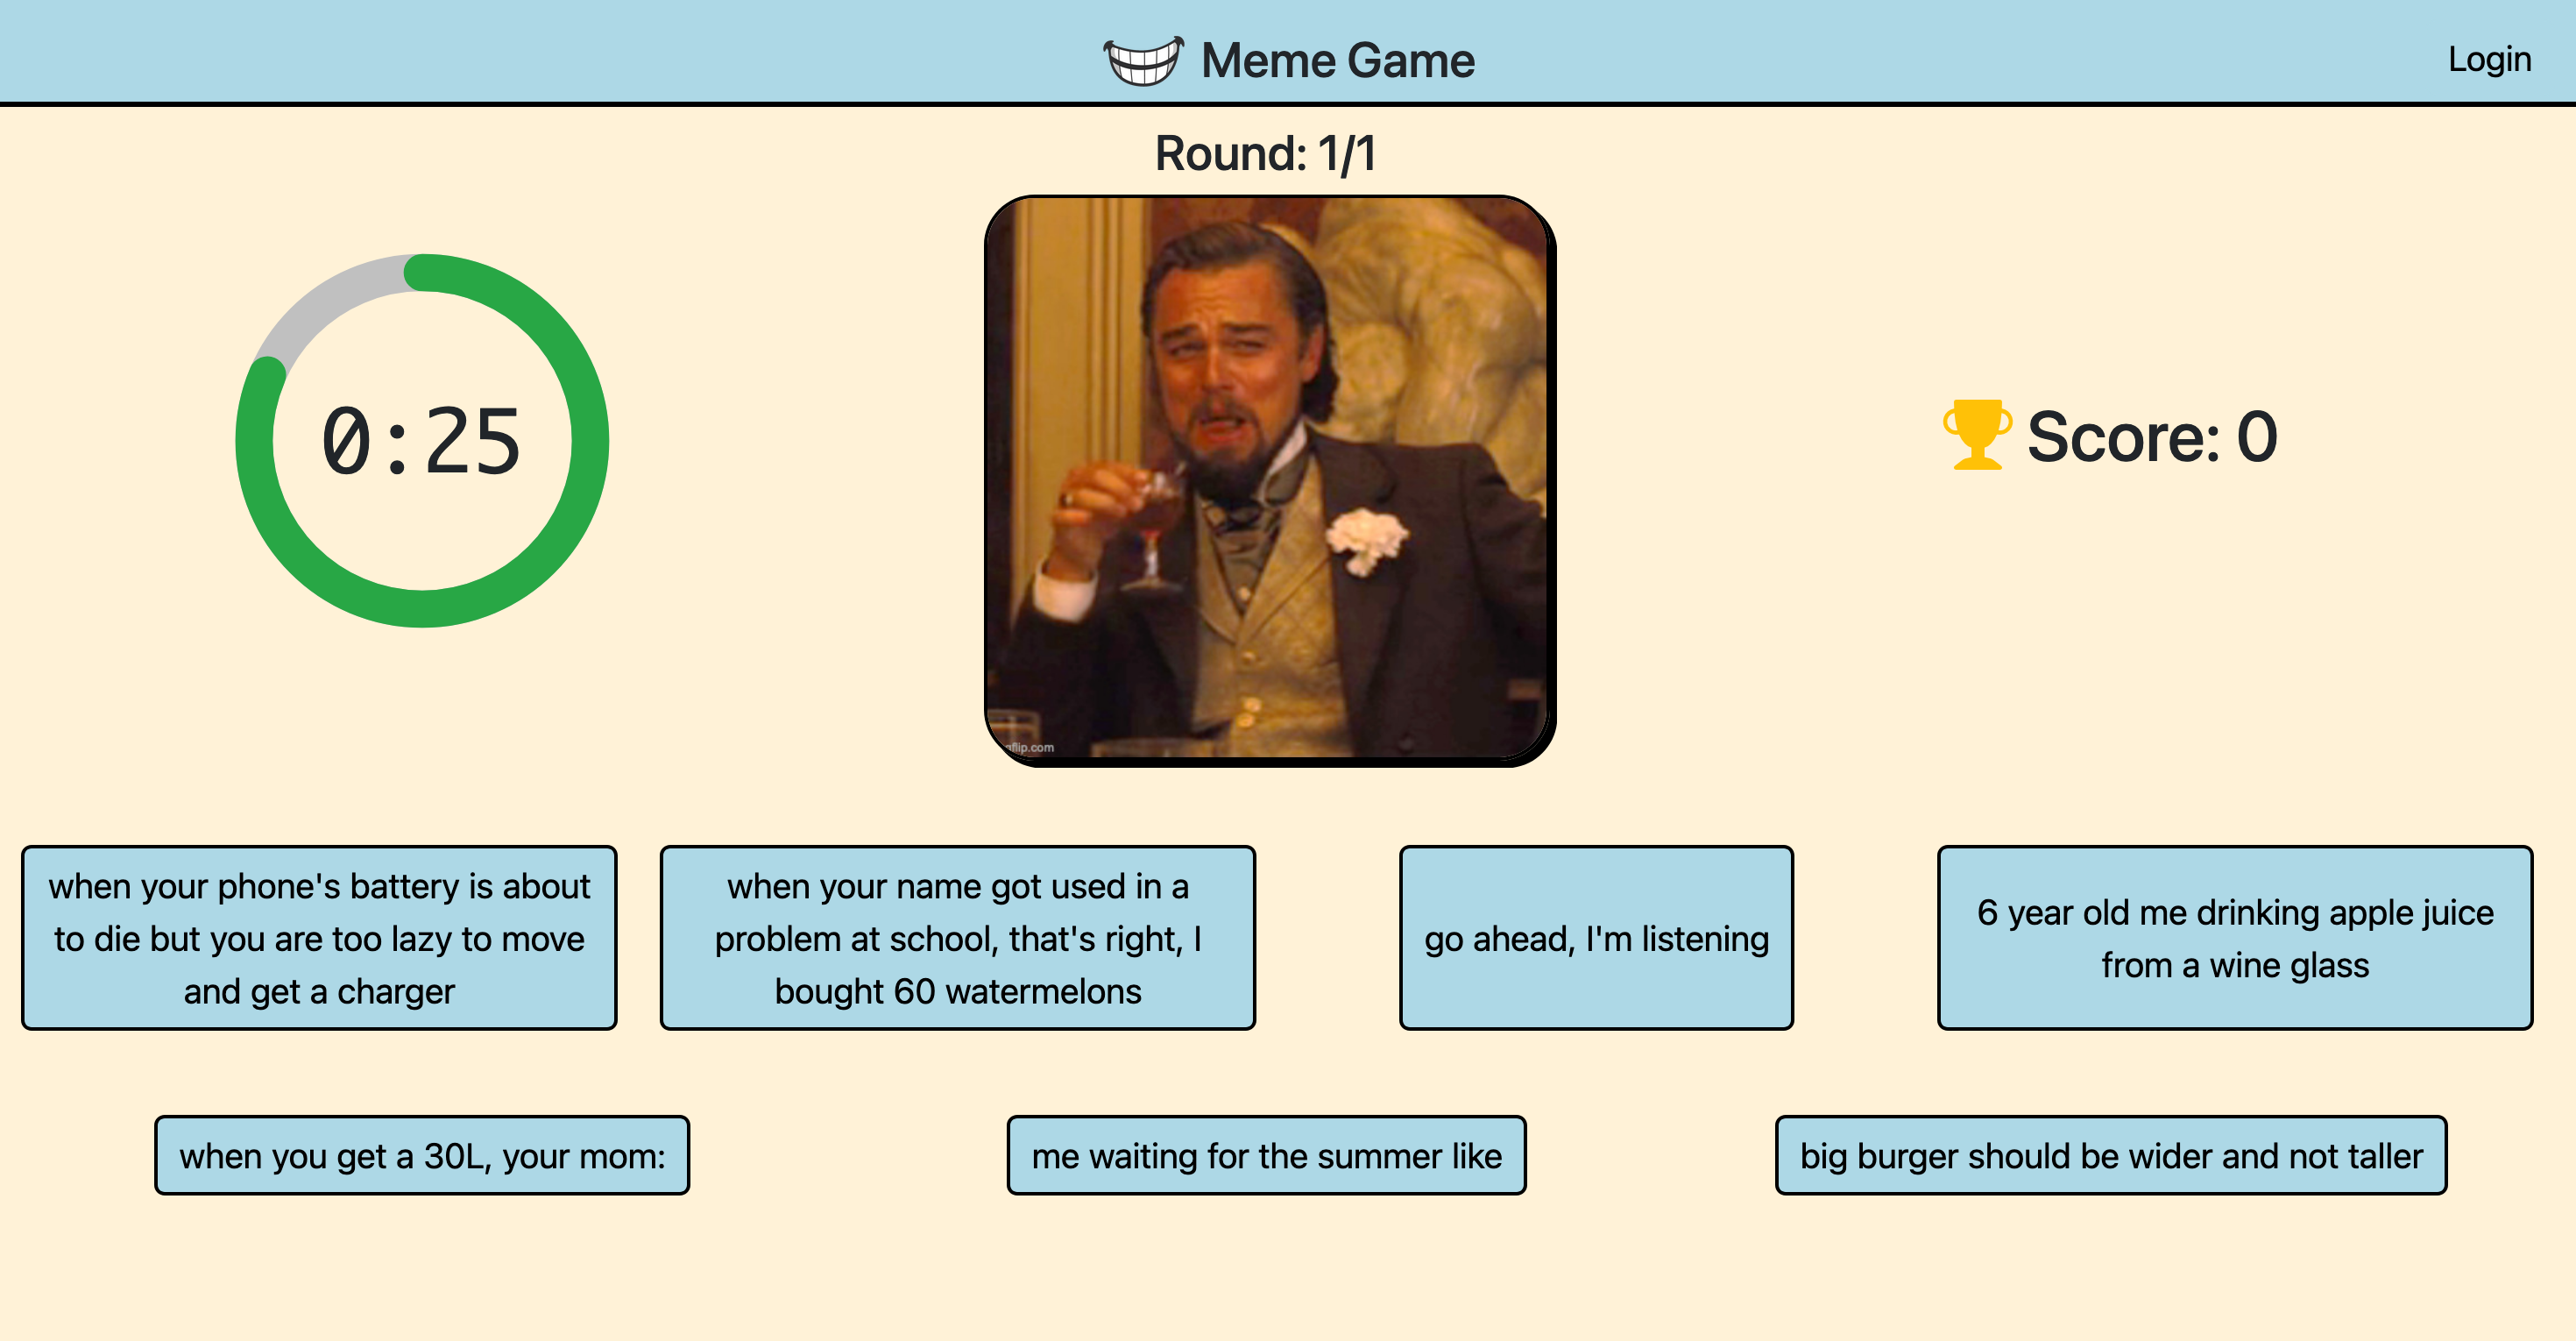 Meme Game
Login
Round: 1/1
0:25
Score: 0
gflip.com
when your phone's battery is about
to die but you are too lazy to move
and get a charger
when your name got used in a
problem at school, that's right, I
bought 60 watermelons
go ahead, I'm listening
6 year old me drinking apple juice
from a wine glass
when you get a 30L, your mom:
me waiting for the summer like
big burger should be wider and not taller